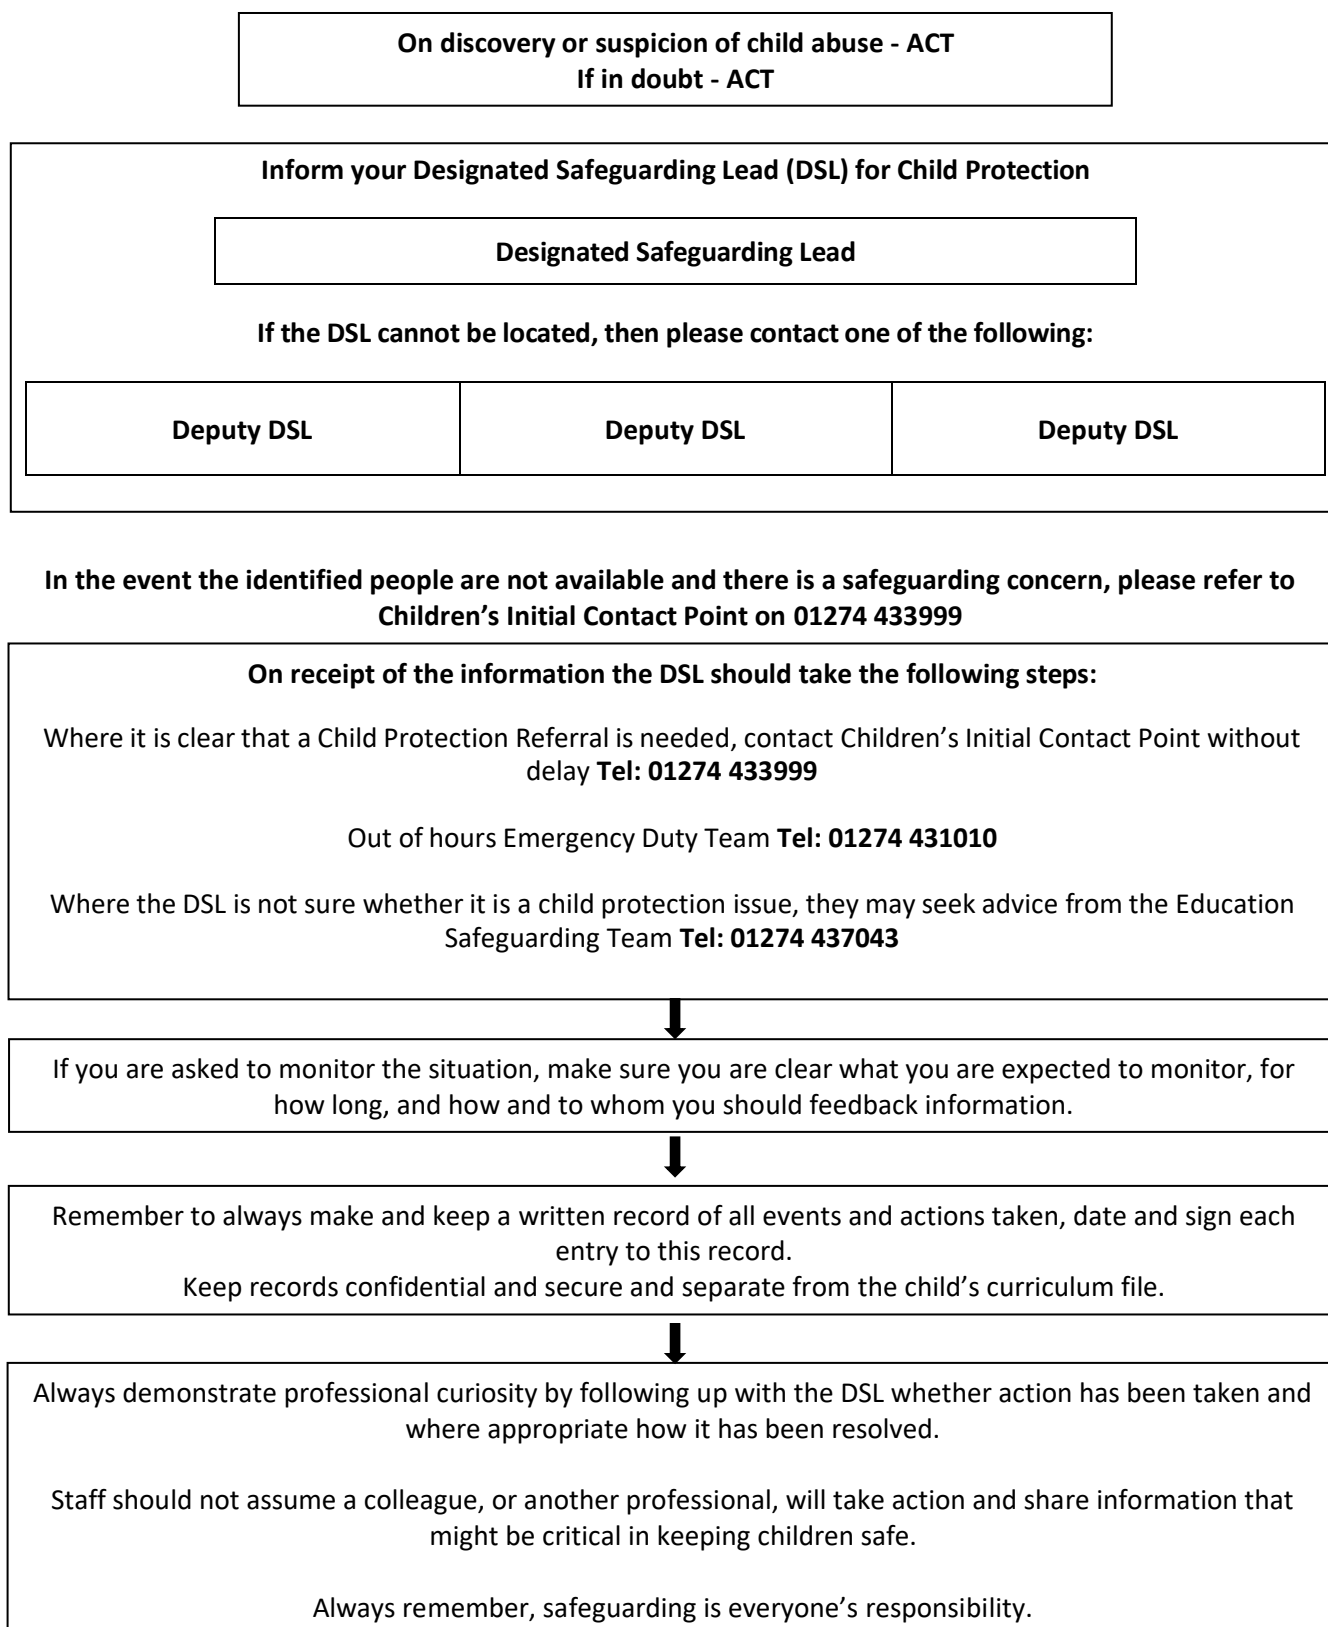 On discovery or suspicion of child abuse - ACT
If in doubt - ACT
Inform your Designated Safeguarding Lead (DSL) for Child Protection
Designated Safeguarding Lead
If the DSL cannot be located, then please contact one of the following:
Deputy DSL
Deputy DSL
Deputy DSL
In the event the identified people are not available and there is a safeguarding concern, please refer to
Children’s Initial Contact Point on 01274 433999
On receipt of the information the DSL should take the following steps:
Where it is clear that a Child Protection Referral is needed, contact Children’s Initial Contact Point without
delay Tel: 01274 433999
Out of hours Emergency Duty Team Tel: 01274 431010
Where the DSL is not sure whether it is a child protection issue, they may seek advice from the Education
Safeguarding Team Tel: 01274 437043
If you are asked to monitor the situation, make sure you are clear what you are expected to monitor, for
how long, and how and to whom you should feedback information.
Remember to always make and keep a written record of all events and actions taken, date and sign each
entry to this record.
Keep records confidential and secure and separate from the child’s curriculum file.
Always demonstrate professional curiosity by following up with the DSL whether action has been taken and
where appropriate how it has been resolved.
Staff should not assume a colleague, or another professional, will take action and share information that
might be critical in keeping children safe.
Always remember, safeguarding is everyone’s responsibility.